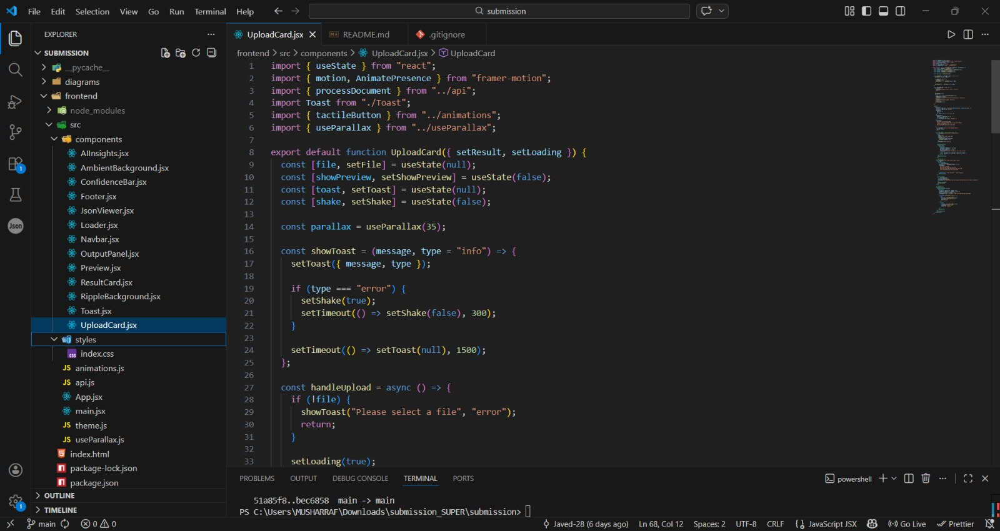 File Edit Selection View Go Run Terminal Help
submission
EXPLORER
SUBMISSION
__pycache__
diagrams
frontend
node_modules
src
components
AIInsights.jsx
AmbientBackground.jsx
ConfidenceBar.jsx
Footer.jsx
JsonViewer.jsx
Loader.jsx
Navbar.jsx
OutputPanel.jsx
Preview.jsx
ResultCard.jsx
RippleBackground.jsx
Toast.jsx
UploadCard.jsx
styles
index.css
JS animations.js
JS api.js
App.jsx
main.jsx
JS theme.js
JS useParallax.js
index.html
package-lock.json
package.json
OUTLINE
TIMELINE
Json
1
1
UploadCard.jsx README.md .gitignore
frontend > src > components > UploadCard.jsx > UploadCard
1 import { useState } from "react";
2 import { motion, AnimatePresence } from "framer-motion";
3 import { processDocument } from "../api";
4 import Toast from "./Toast";
5 import { tactileButton } from "../animations";
6 import { useParallax } from "../useParallax";
7
8 export default function UploadCard({ setResult, setLoading }) {
9 const [file, setFile] = useState(null);
10 const [showPreview, setShowPreview] = useState(false);
11 const [toast, setToast] = useState(null);
12 const [shake, setShake] = useState(false);
13
14 const parallax = useParallax(35);
15
16 const showToast = (message, type = "info") => {
17 setToast({ message, type });
18
19 if (type === "error") {
20 setShake(true);
21 setTimeout(() => setShake(false), 300);
22 }
23
24 setTimeout(() => setToast(null), 1500);
25 };
26
27 const handleUpload = async () => {
28 if (!file) {
29 showToast("Please select a file", "error");
30 return;
31 }
32
33 setLoading(true);
PROBLEMS OUTPUT DEBUG CONSOLE TERMINAL PORTS
powershell
51a85f8..bec6858 main -> main
PS C:\Users\MUSHARRAF\Downloads\submission_SUPER\submission>
main 0 0 Javed-28 (6 days ago) Ln 68, Col 12 Spaces: 2 UTF-8 CRLF {} JavaScript JSX Go Live Prettier